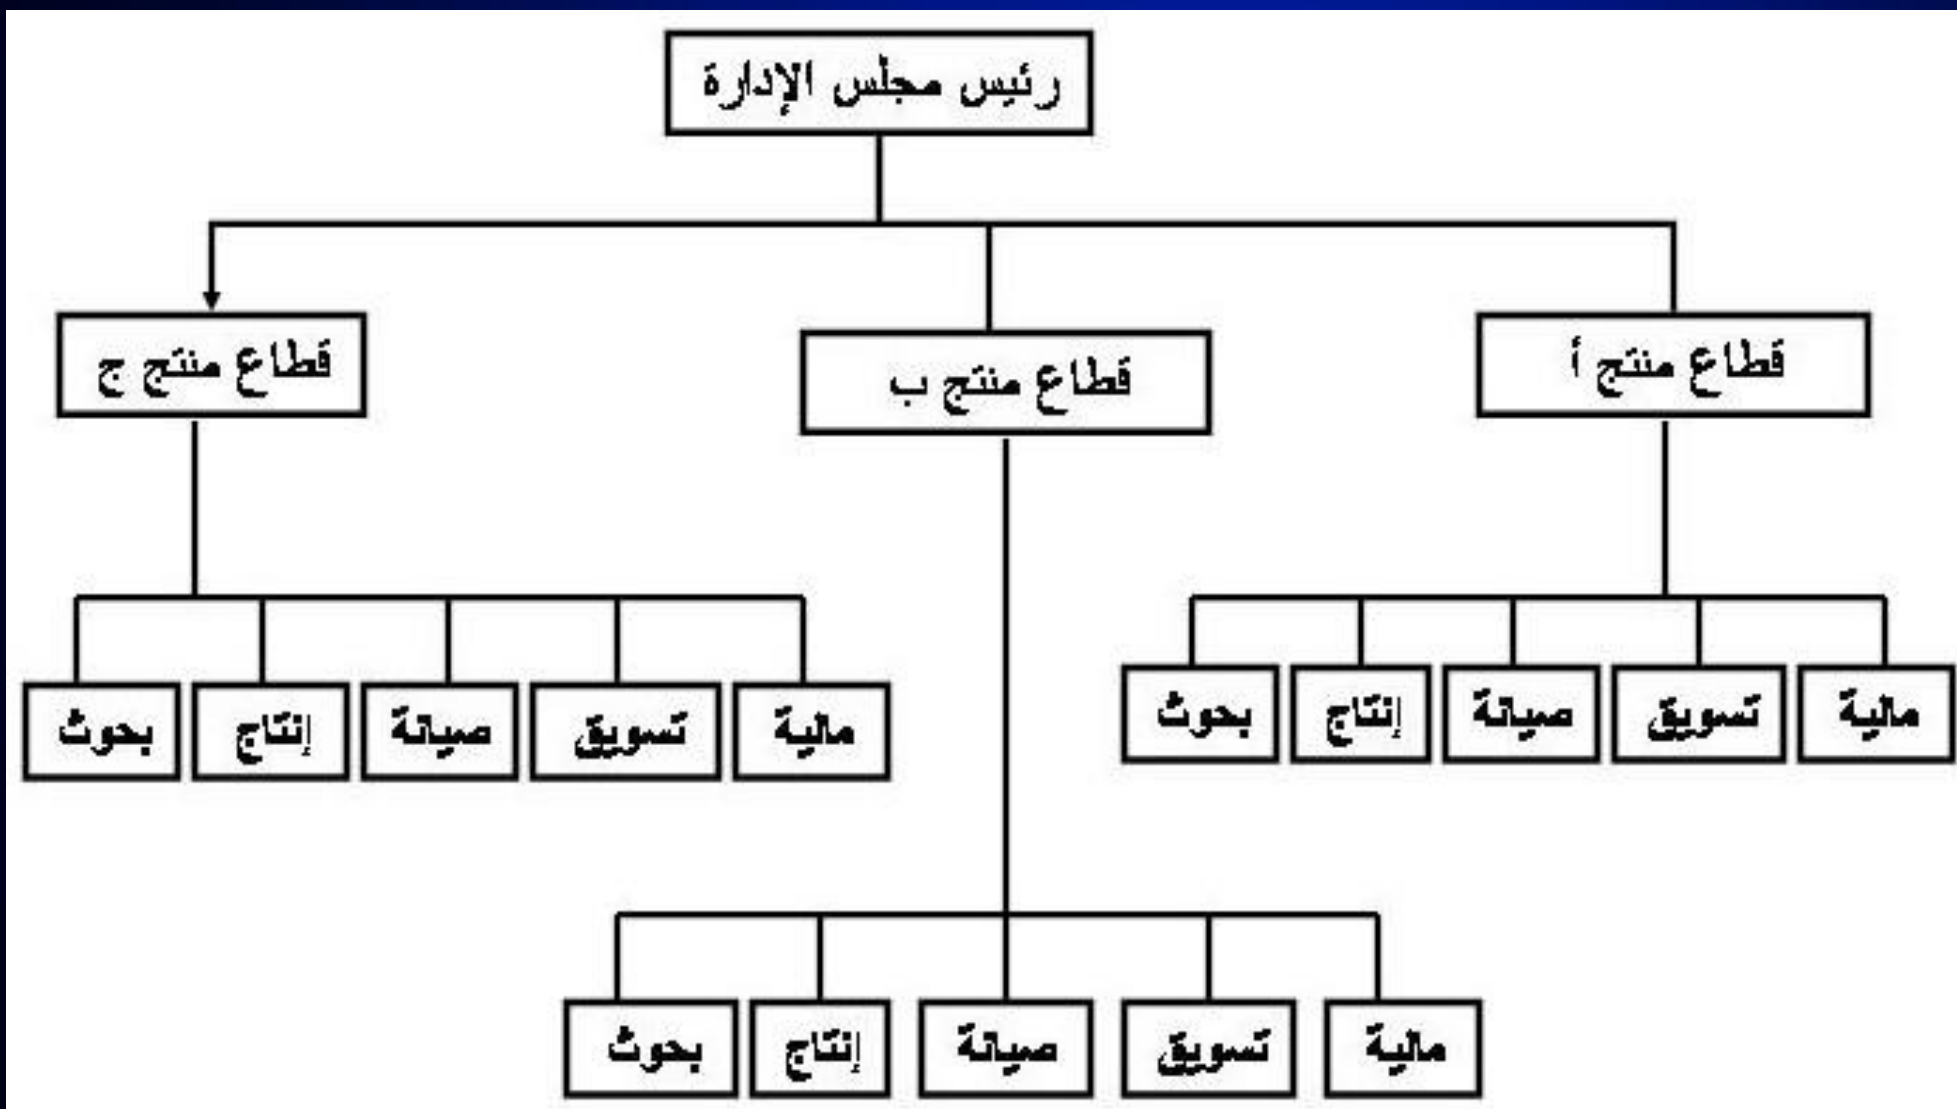 رئيس مجلس الإدارة
قطاع منتج أ
قطاع منتج ب
قطاع منتج ج
مالية
تسويق
صيانة
إنتاج
بحوث
مالية
تسويق
صيانة
إنتاج
بحوث
مالية
تسويق
صيانة
إنتاج
بحوث